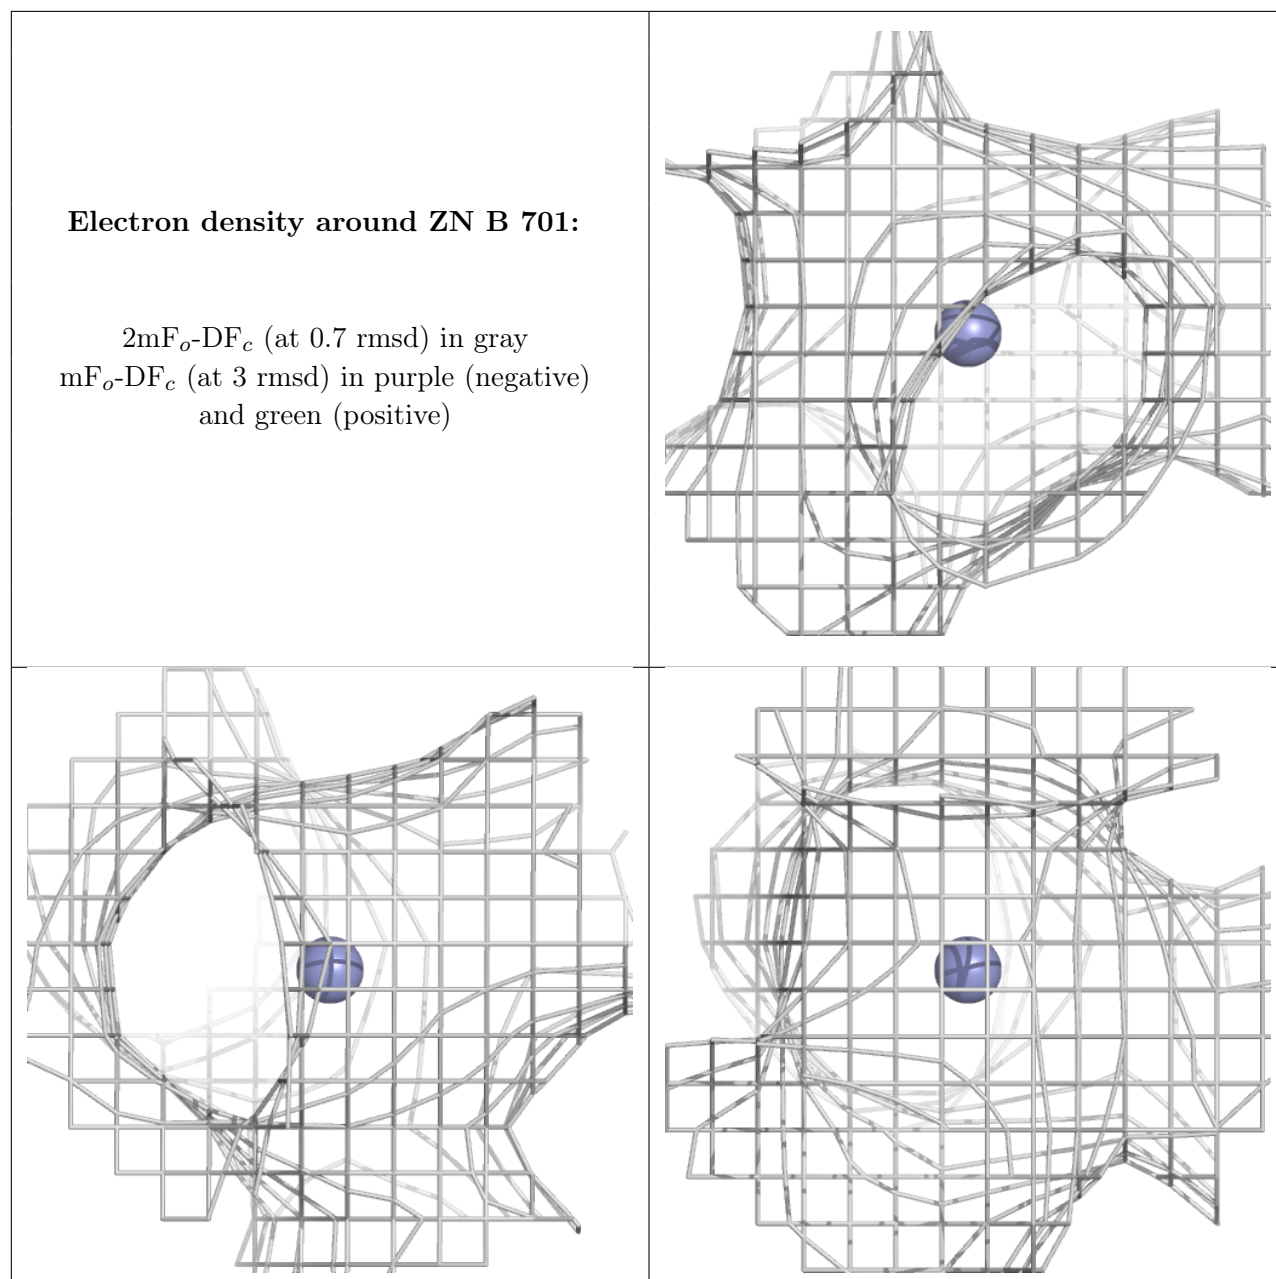 Electron density around ZN B 701:
2mFo-DFc (at 0.7 rmsd) in gray
mFo-DFc (at 3 rmsd) in purple (negative)
and green (positive)